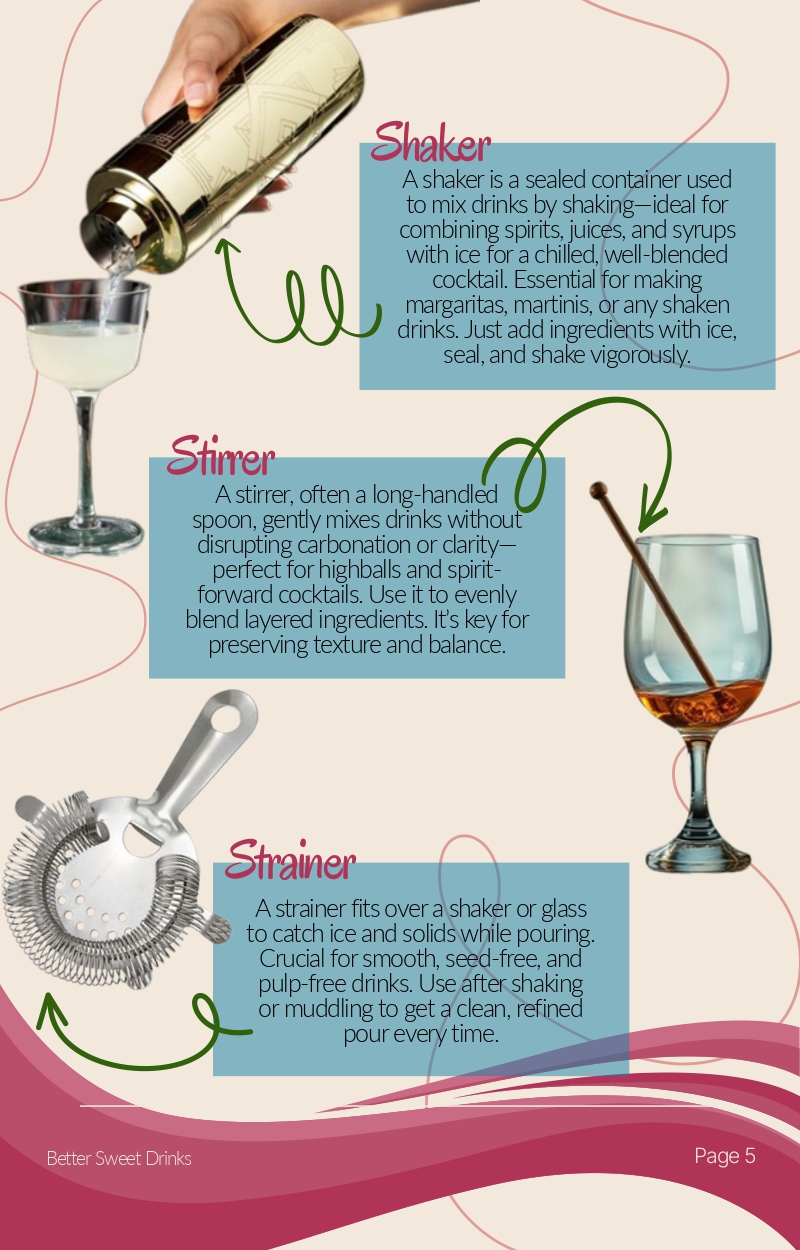 Shaker
A shaker is a sealed container used
to mix drinks by shaking—ideal for
combining spirits, juices, and syrups
with ice for a chilled, well-blended
cocktail. Essential for making
margaritas, martinis, or any shaken
drinks. Just add ingredients with ice,
seal, and shake vigorously.
Stirrer
A stirrer, often a long-handled
spoon, gently mixes drinks without
disrupting carbonation or clarity—
perfect for highballs and spirit-
forward cocktails. Use it to evenly
blend layered ingredients. It's key for
preserving texture and balance.
Strainer
A strainer fits over a shaker or glass
to catch ice and solids while pouring.
Crucial for smooth, seed-free, and
pulp-free drinks. Use after shaking
or muddling to get a clean, refined
pour every time.
Better Sweet Drinks
Page 5